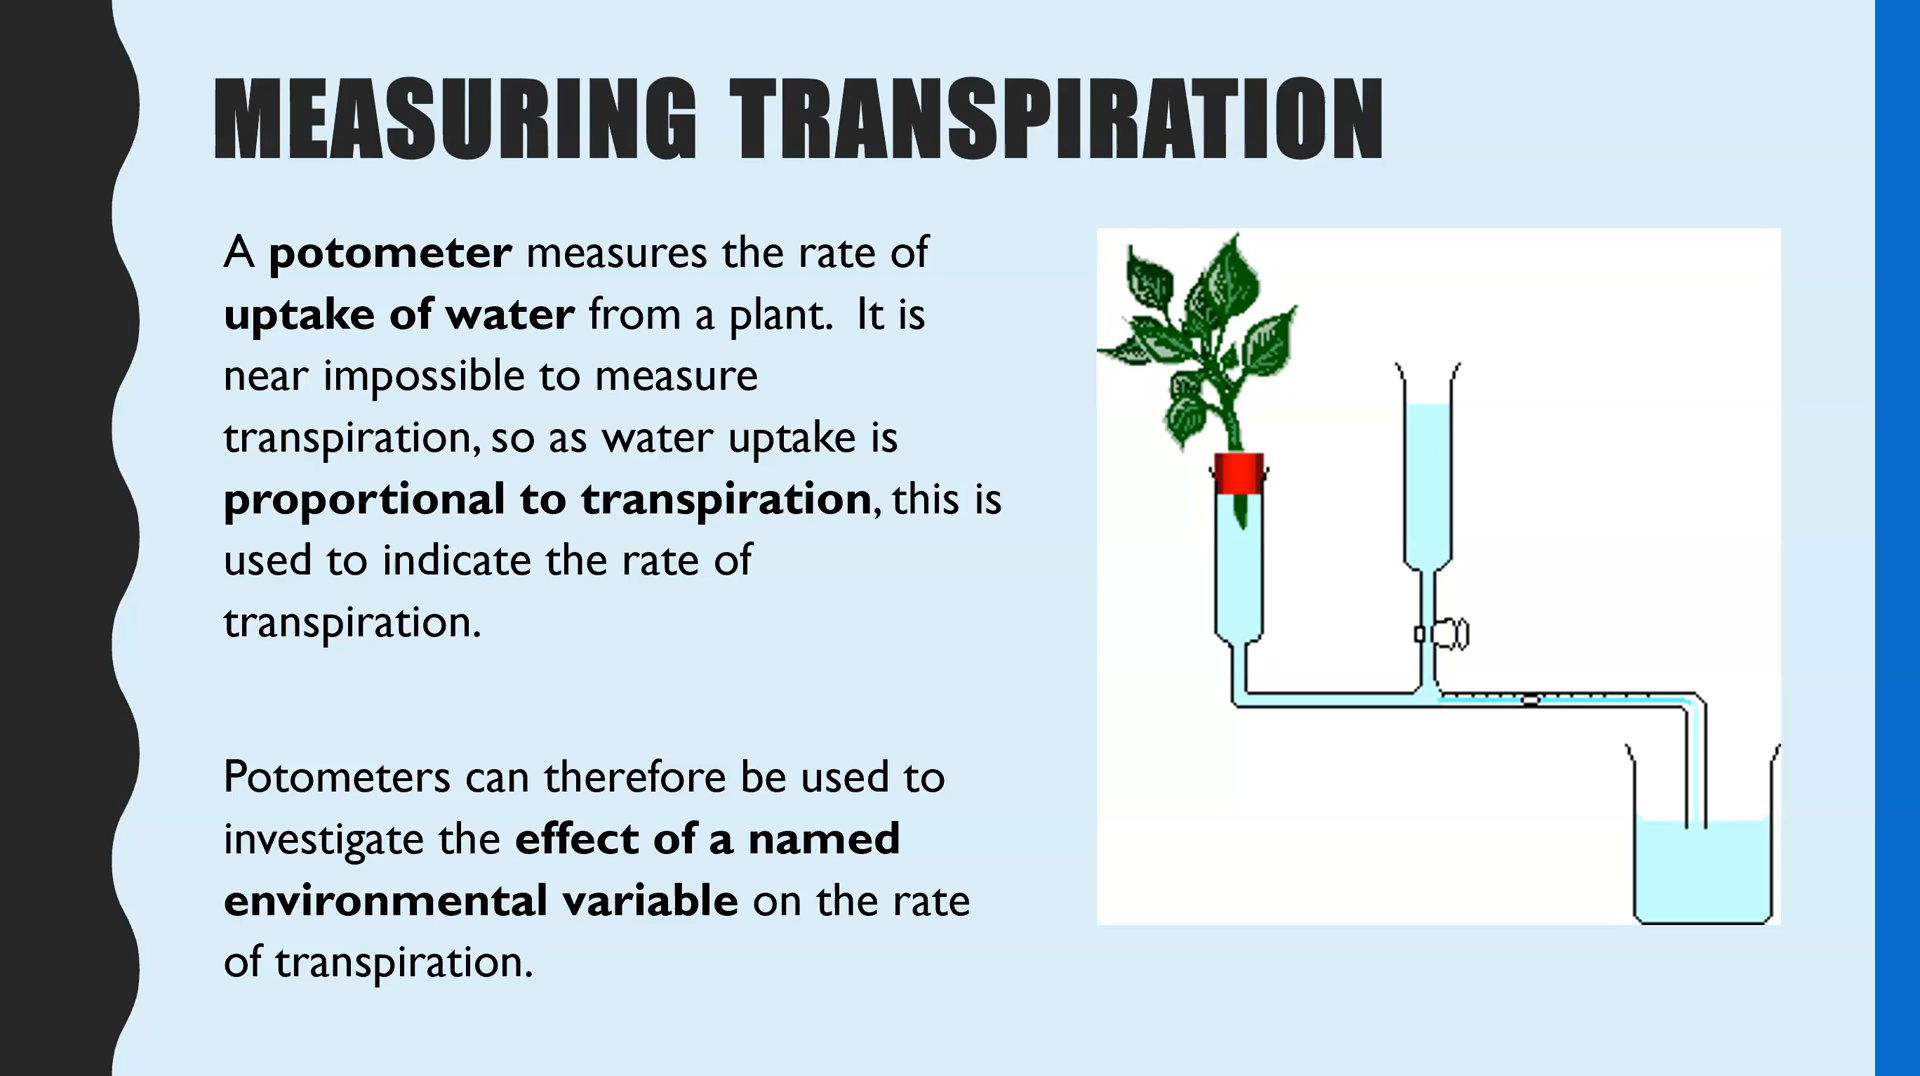 MEASURING TRANSPIRATION
A potometer measures the rate of
uptake of water from a plant.  It is
near impossible to measure
transpiration, so as water uptake is
proportional to transpiration, this is
used to indicate the rate of
transpiration.
Potometers can therefore be used to
investigate the effect of a named
environmental variable on the rate
of transpiration.